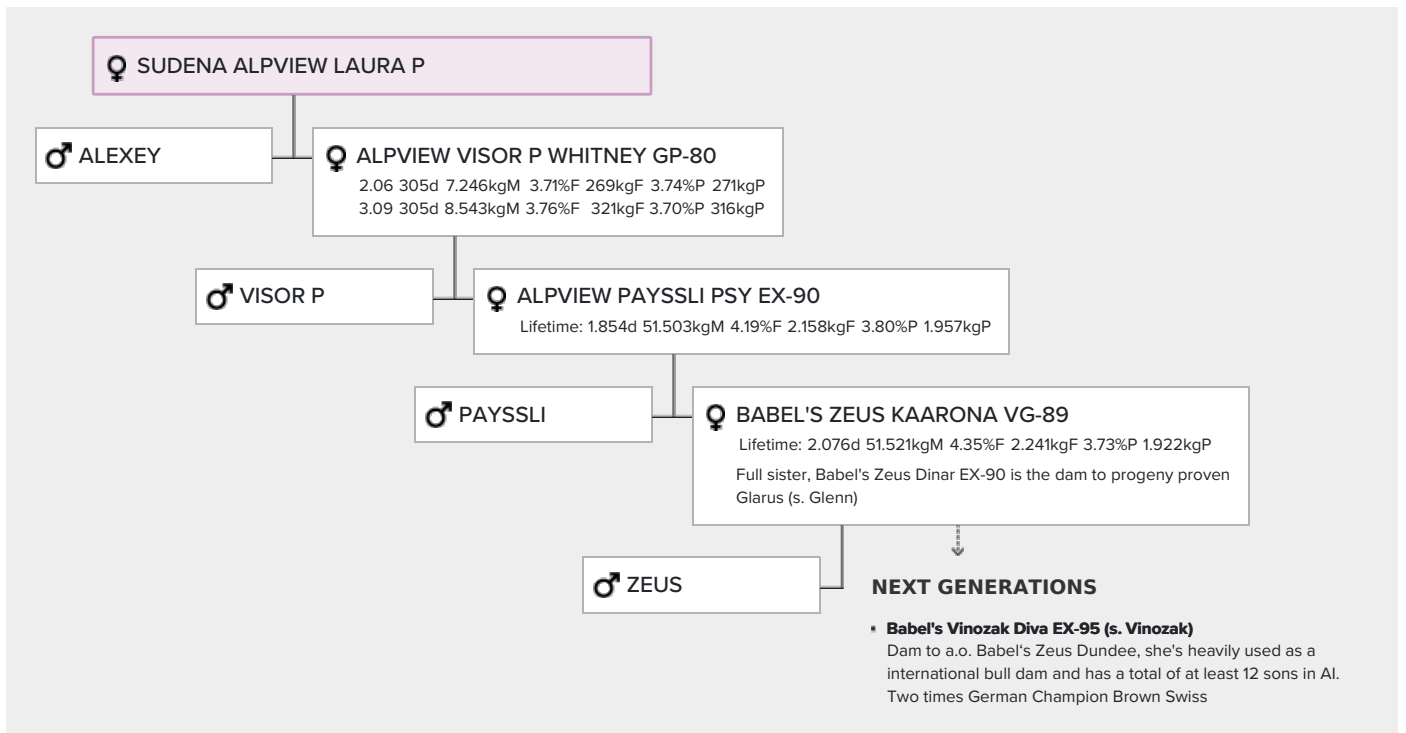 SUDENA ALPVIEW LAURA P
ALEXEY
ALPVIEW VISOR P WHITNEY GP-80
2.06 305d 7.246kgM 3.71%F 269kgF 3.74%P 271kgP
3.09 305d 8.543kgM 3.76%F 321kgF 3.70%P 316kgP
VISOR P
ALPVIEW PAYSSLI PSY EX-90
Lifetime: 1.854d 51.503kgM 4.19%F 2.158kgF 3.80%P 1.957kgP
PAYSSLI
BABEL'S ZEUS KAARONA VG-89
Lifetime: 2.076d 51.521kgM 4.35%F 2.241kgF 3.73%P 1.922kgP
Full sister, Babel's Zeus Dinar EX-90 is the dam to progeny proven
Glarus (s. Glenn)
ZEUS
NEXT GENERATIONS
▪ Babel's Vinozak Diva EX-95 (s. Vinozak)
Dam to a.o. Babel‘s Zeus Dundee, she's heavily used as a
international bull dam and has a total of at least 12 sons in AI.
Two times German Champion Brown Swiss